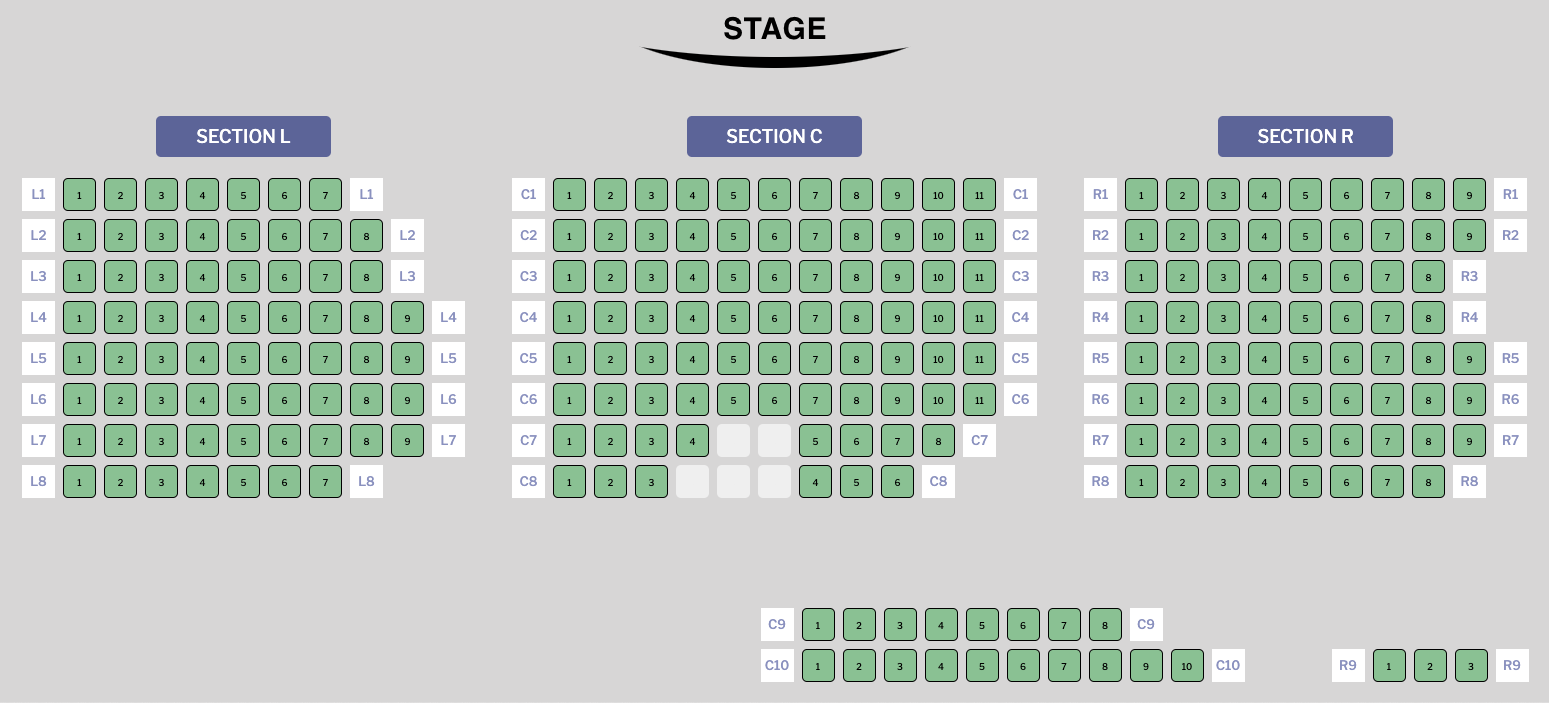 STAGE
SECTION L SECTION C SECTION R
L1 1 2 3 4 5 6 7 L1 C1 1 2 3 4 5 6 7 8 9 10 11 C1 R1 1 2 3 4 5 6 7 8 9 R1
L2 1 2 3 4 5 6 7 8 L2 C2 1 2 3 4 5 6 7 8 9 10 11 C2 R2 1 2 3 4 5 6 7 8 9 R2
L3 1 2 3 4 5 6 7 8 L3 C3 1 2 3 4 5 6 7 8 9 10 11 C3 R3 1 2 3 4 5 6 7 8 R3
L4 1 2 3 4 5 6 7 8 9 L4 C4 1 2 3 4 5 6 7 8 9 10 11 C4 R4 1 2 3 4 5 6 7 8 R4
L5 1 2 3 4 5 6 7 8 9 L5 C5 1 2 3 4 5 6 7 8 9 10 11 C5 R5 1 2 3 4 5 6 7 8 9 R5
L6 1 2 3 4 5 6 7 8 9 L6 C6 1 2 3 4 5 6 7 8 9 10 11 C6 R6 1 2 3 4 5 6 7 8 9 R6
L7 1 2 3 4 5 6 7 8 9 L7 C7 1 2 3 4 5 6 7 8 C7 R7 1 2 3 4 5 6 7 8 9 R7
L8 1 2 3 4 5 6 7 L8 C8 1 2 3 4 5 6 C8 R8 1 2 3 4 5 6 7 8 R8
C9 1 2 3 4 5 6 7 8 C9
C10 1 2 3 4 5 6 7 8 9 10 C10 R9 1 2 3 R9